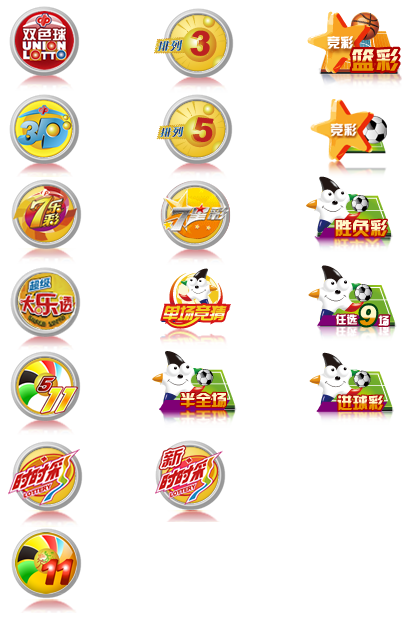 双色球
UNION
LOTTO
排列 3
竞彩
篮彩
3D
排列 5
竞彩
7乐彩
7星彩
胜负彩
超级
大乐透
单场竞猜
任选9场
5
11
半全场
进球彩
时时彩
LOTTERY
新
时时彩
LOTTERY
11